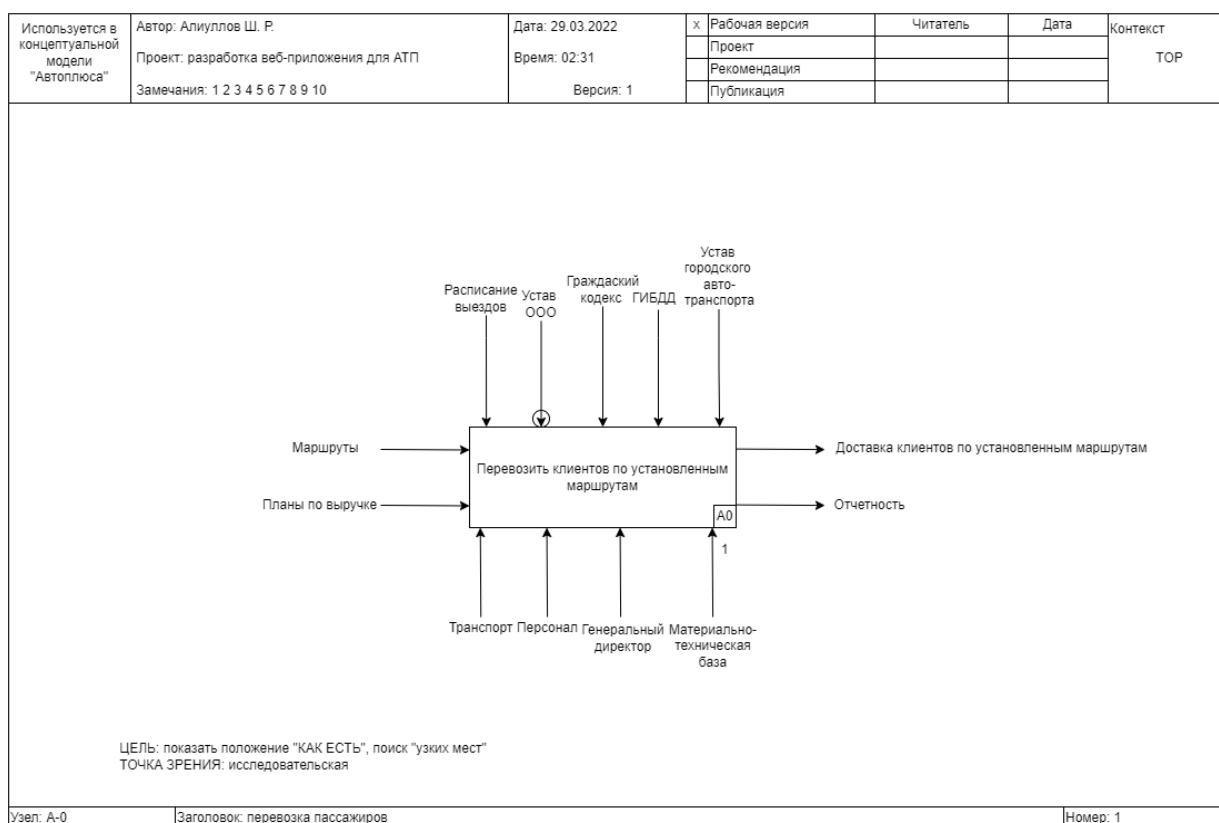 Используется в
концептуальной
модели
"Автоплюса"
Автор: Алиуллов Ш. Р.
Проект: разработка веб-приложения для АТП
Замечания: 1 2 3 4 5 6 7 8 9 10
Дата: 29.03.2022
Время: 02:31
Версия: 1
x Рабочая версия
Проект
Рекомендация
Публикация
Читатель
Дата
Контекст
TOP
Расписание
выездов
Устав
ООО
Граждаский
кодекс
ГИБДД
Устав
городского
авто-
транспорта
Маршруты
Планы по выручке
Перевозить клиентов по установленным
маршрутам
A0
1
Доставка клиентов по установленным маршрутам
Отчетность
Транспорт
Персонал
Генеральный
директор
Материально-
техническая
база
ЦЕЛЬ: показать положение "КАК ЕСТЬ", поиск "узких мест"
ТОЧКА ЗРЕНИЯ: исследовательская
Узел: A-0
Заголовок: перевозка пассажиров
Номер: 1